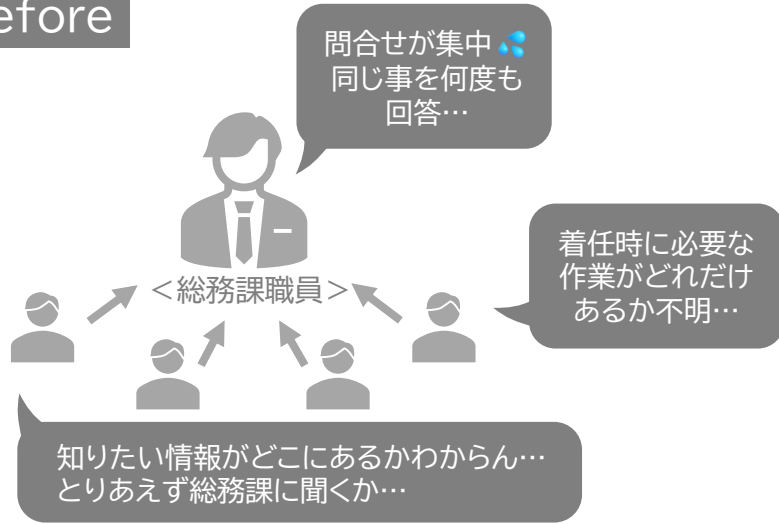 efore
問合せが集中💦
同じ事を何度も
回答…
<総務課職員>
着任時に必要な
作業がどれだけ
あるか不明…
知りたい情報がどこにあるかわからん…
とりあえず総務課に聞くか…